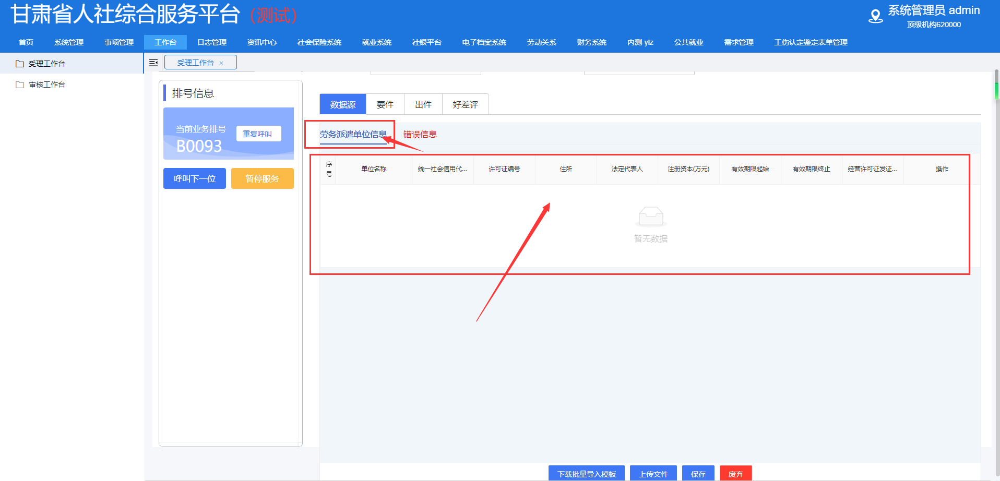 甘肃省人社综合服务平台（测试）
系统管理员 admin
顶级机构620000
首页 系统管理 事项管理 工作台 日志管理 资讯中心 社会保险系统 就业系统 社银平台 电子档案系统 劳动关系 财务系统 内测-ylz 公共就业 需求管理 工伤认定鉴定表单管理
受理工作台
审核工作台
受理工作台 ×
排号信息
当前业务排号
B0093
重复呼叫
呼叫下一位 暂停服务
数据源 要件 出件 好差评
劳务派遣单位信息 错误信息
序号 单位名称 统一社会信用代... 许可证编号 住所 法定代表人 注册资本(万元) 有效期限起始 有效期限终止 经营许可证发证... 操作
暂无数据
下载批量导入模板 上传文件 保存 废弃